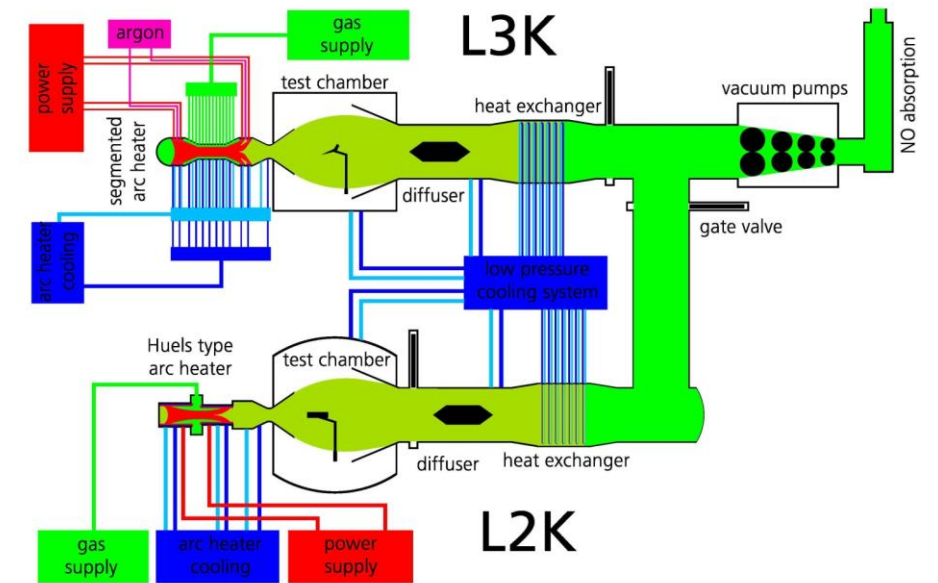 L3K
gas
supply
argon
power
supply
test chamber
heat exchanger
vacuum pumps
NO absorption
segmented
arc heater
diffuser
gate valve
arc heater
cooling
low pressure
cooling system
Huels type
arc heater
test chamber
diffuser
heat exchanger
L2K
gas
supply
arc heater
cooling
power
supply